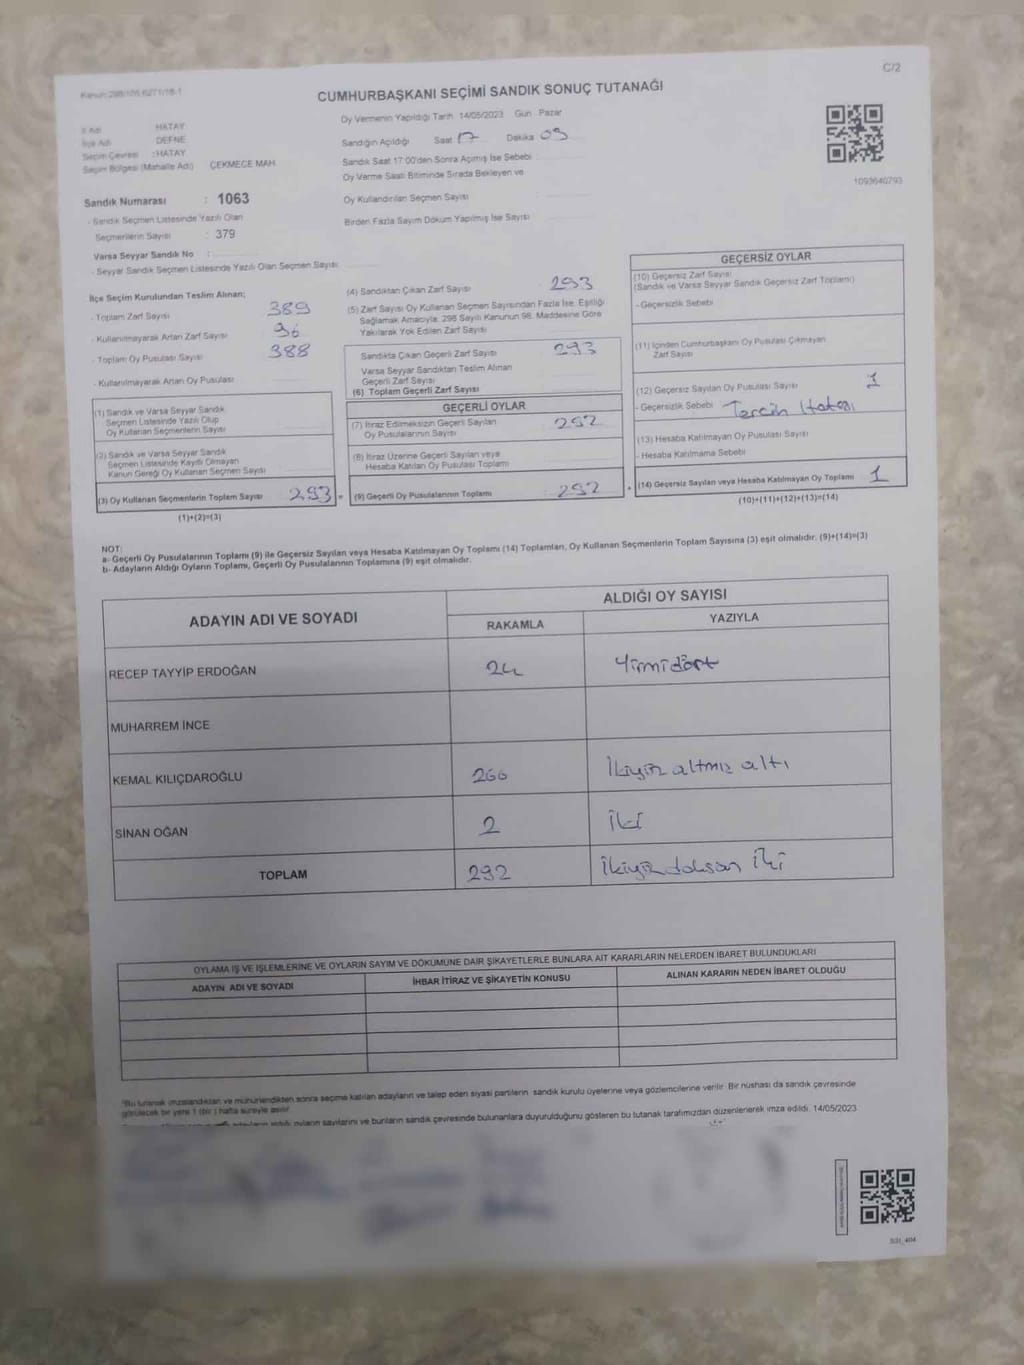 C/2
Kanun:298/105 6271/18-1
CUMHURBAŞKANI SEÇİMİ SANDIK SONUÇ TUTANAĞI
Oy Vermenin Yapıldığı Tarih 14/05/2023 Gün Pazar
İl Adı HATAY
İlçe Adı DEFNE
Seçim Çevresi : HATAY
Seçim Bölgesi (Mahalle Adı) ÇEKMECE MAH.
Sandığın Açıldığı Saat 17 Dakika 09
Sandık Saat 17:00'den Sonra Açımış İse Sebebi
Oy Verme Saati Bitiminde Sırada Bekleyen ve
Oy Kullandırılan Seçmen Sayısı
Birden Fazla Sayım Döküm Yapılmış İse Sayısı
1093640793
Sandık Numarası : 1063
- Sandık Seçmen Listesinde Yazılı Olan
Seçmenlerin Sayısı : 379
Varsa Seyyar Sandık No :
- Seyyar Sandık Seçmen Listesinde Yazılı Olan Seçmen Sayısı
İlçe Seçim Kurulundan Teslim Alınan;
- Toplam Zarf Sayısı 389
- Kullanılmayarak Artan Zarf Sayısı 96
- Toplam Oy Pusulası Sayısı 388
- Kullanılmayarak Artan Oy Pusulası
(1) Sandık ve Varsa Seyyar Sandık
Seçmen Listesinde Yazılı Olup
Oy Kullanan Seçmenlerin Sayısı
(2) Sandık ve Varsa Seyyar Sandık
Seçmen Listesinde Kayıtlı Olmayan
Kanun Gereği Oy Kullanan Seçmen Sayısı
(3) Oy Kullanan Seçmenlerin Toplam Sayısı 293 =
(1)+(2)=(3)
(4) Sandıktan Çıkan Zarf Sayısı 293
(5) Zarf Sayısı Oy Kullanan Seçmen Sayısından Fazla İse, Eşitliği
Sağlamak Amacıyla, 298 Sayılı Kanunun 98. Maddesine Göre
Yakılarak Yok Edilen Zarf Sayısı
Sandıkta Çıkan Geçerli Zarf Sayısı 293
Varsa Seyyar Sandıktan Teslim Alınan
Geçerli Zarf Sayısı
(6) Toplam Geçerli Zarf Sayısı
GEÇERLİ OYLAR
(7) İtiraz Edilmeksizin Geçerli Sayılan
Oy Pusulalarının Sayısı 292
(8) İtiraz Üzerine Geçerli Sayılan veya
Hesaba Katılan Oy Pusulası Toplamı
(9) Geçerli Oy Pusulalarının Toplamı : 292 +
GEÇERSİZ OYLAR
(10) Geçersiz Zarf Sayısı
(Sandık ve Varsa Seyyar Sandık Geçersiz Zarf Toplamı)
- Geçersizlik Sebebi
(11) İçinden Cumhurbaşkanı Oy Pusulası Çıkmayan
Zarf Sayısı
(12) Geçersiz Sayılan Oy Pusulası Sayısı 1
- Geçersizlik Sebebi Tercih Hatası
(13) Hesaba Katılmayan Oy Pusulası Sayısı
- Hesaba Katılmama Sebebi
(14) Geçersiz Sayılan veya Hesaba Katılmayan Oy Toplamı 1
(10)+(11)+(12)+(13)=(14)
NOT:
a- Geçerli Oy Pusulalarının Toplamı (9) ile Geçersiz Sayılan veya Hesaba Katılmayan Oy Toplamı (14) Toplamları, Oy Kullanan Seçmenlerin Toplam Sayısına (3) eşit olmalıdır. (9)+(14)=(3)
b- Adayların Aldığı Oyların Toplamı, Geçerli Oy Pusulalarının Toplamına (9) eşit olmalıdır.
ADAYIN ADI VE SOYADI
ALDIĞI OY SAYISI
RAKAMLA YAZIYLA
RECEP TAYYİP ERDOĞAN 24 Yirmidört
MUHARREM İNCE
KEMAL KILIÇDAROĞLU 266 İkiyüz altmış altı
SİNAN OĞAN 2 İki
TOPLAM 292 İkiyüz doksan iki
OYLAMA İŞ VE İŞLEMLERİNE VE OYLARIN SAYIM VE DÖKÜMÜNE DAİR ŞİKAYETLERLE BUNLARA AİT KARARLARIN NELERDEN İBARET BULUNDUKLARI
ADAYIN ADI VE SOYADI İHBAR İTİRAZ VE ŞİKAYETİN KONUSU ALINAN KARARIN NEDEN İBARET OLDUĞU
*Bu tutanak imzalandıktan ve mühürlendikten sonra seçime katılan adayların ve talep eden siyasi partilerin sandık kurulu üyelerine veya gözlemcilerine verilir. Bir nüshası da sandık çevresinde
görülecek bir yere 1 (bir ) hafta süreyle asılır.
oyların sayılarını ve bunların sandık çevresinde bulunanlara duyurulduğunu gösteren bu tutanak tarafımızdan düzenlenerek imza edildi. 14/05/2023